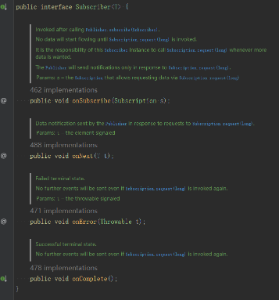 public interface Subscriber<T> {
Invoked after calling Publisher.subscribe(Subscriber).
No data will start flowing until Subscription.request(long) is invoked.
It is the responsibility of this Subscriber instance to call Subscription.request(long) whenever more
data is wanted.
The Publisher will send notifications only in response to Subscription.request(long).
Params: s – the Subscription that allows requesting data via Subscription.request(long)
462 implementations
public void onSubscribe(Subscription s);
Data notification sent by the Publisher in response to requests to Subscription.request(long).
Params: t – the element signaled
488 implementations
public void onNext(T t);
Failed terminal state.
No further events will be sent even if Subscription.request(long) is invoked again.
Params: t – the throwable signaled
471 implementations
public void onError(Throwable t);
Successful terminal state.
No further events will be sent even if Subscription.request(long) is invoked again.
478 implementations
public void onComplete();
}